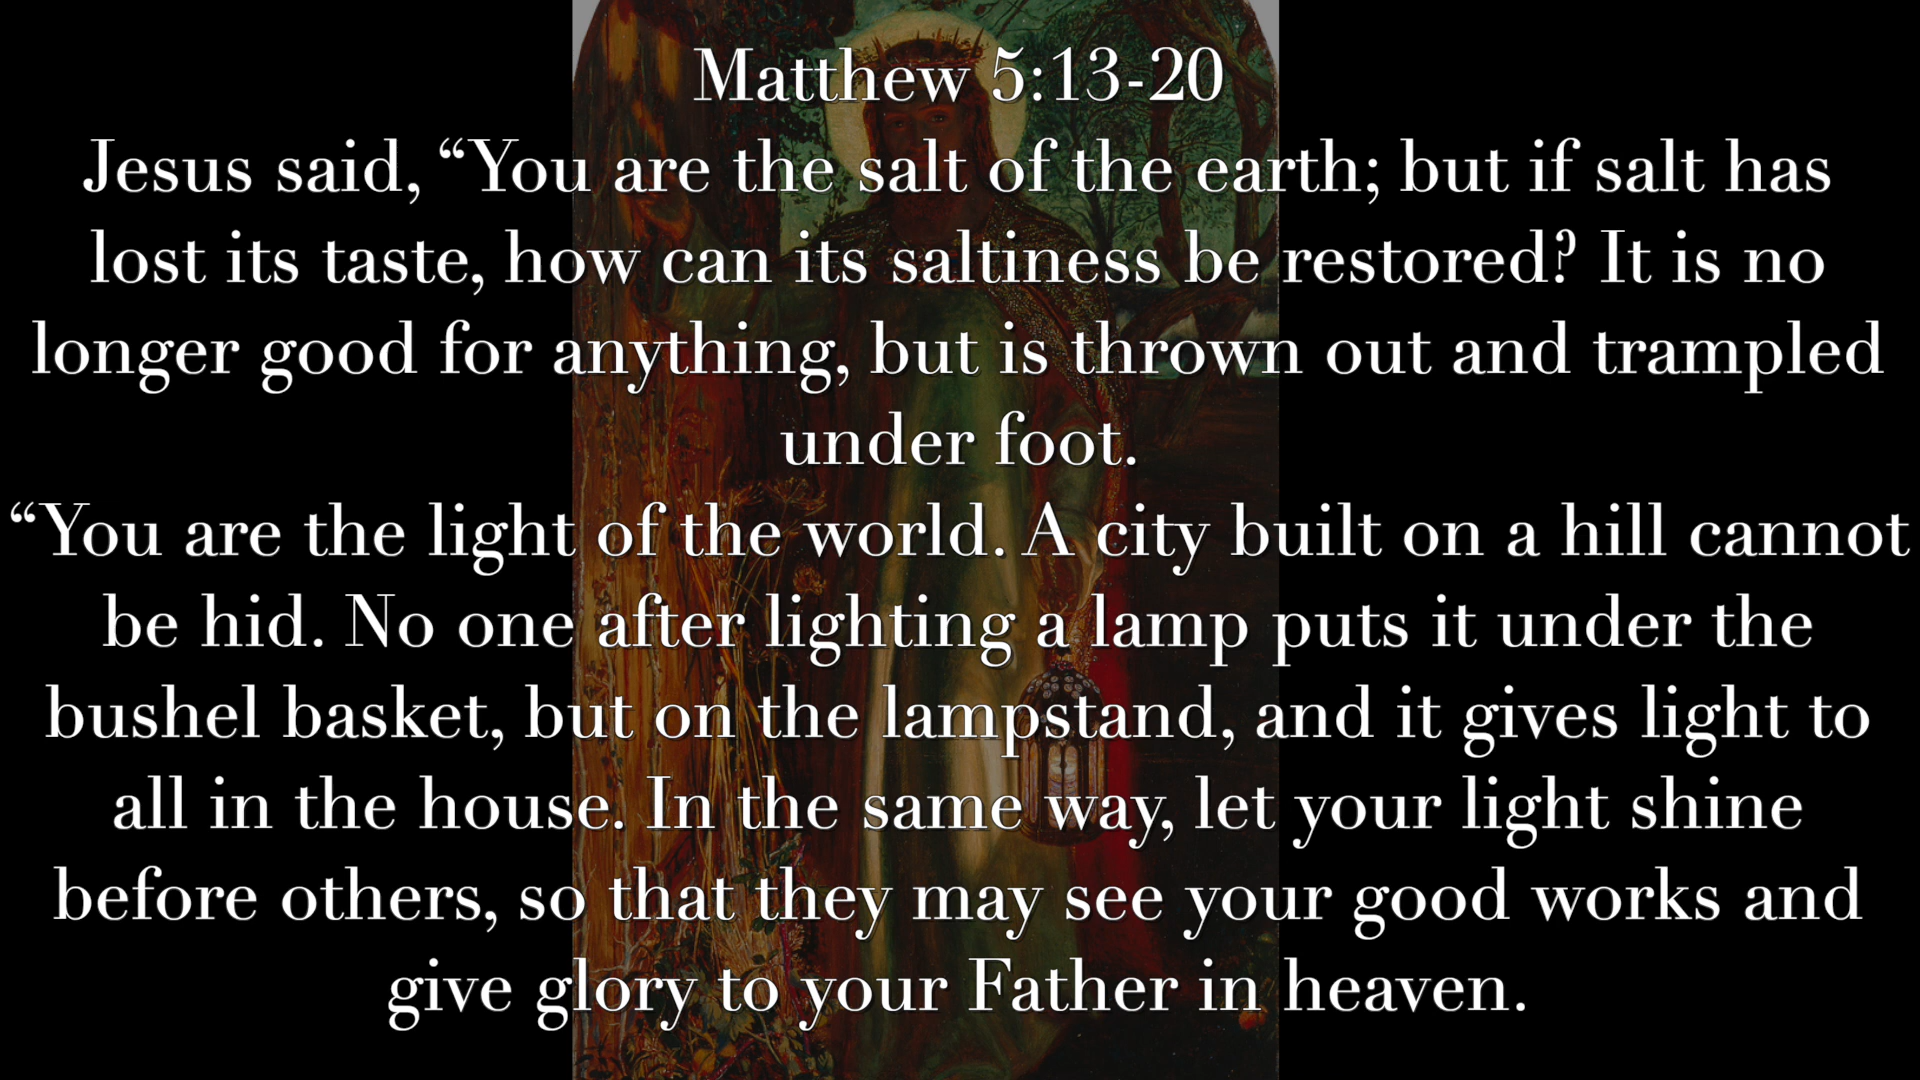 Matthew 5:13-20
Jesus said, “You are the salt of the earth; but if salt has
lost its taste, how can its saltiness be restored? It is no
longer good for anything, but is thrown out and trampled
under foot.
“You are the light of the world. A city built on a hill cannot
be hid. No one after lighting a lamp puts it under the
bushel basket, but on the lampstand, and it gives light to
all in the house. In the same way, let your light shine
before others, so that they may see your good works and
give glory to your Father in heaven.